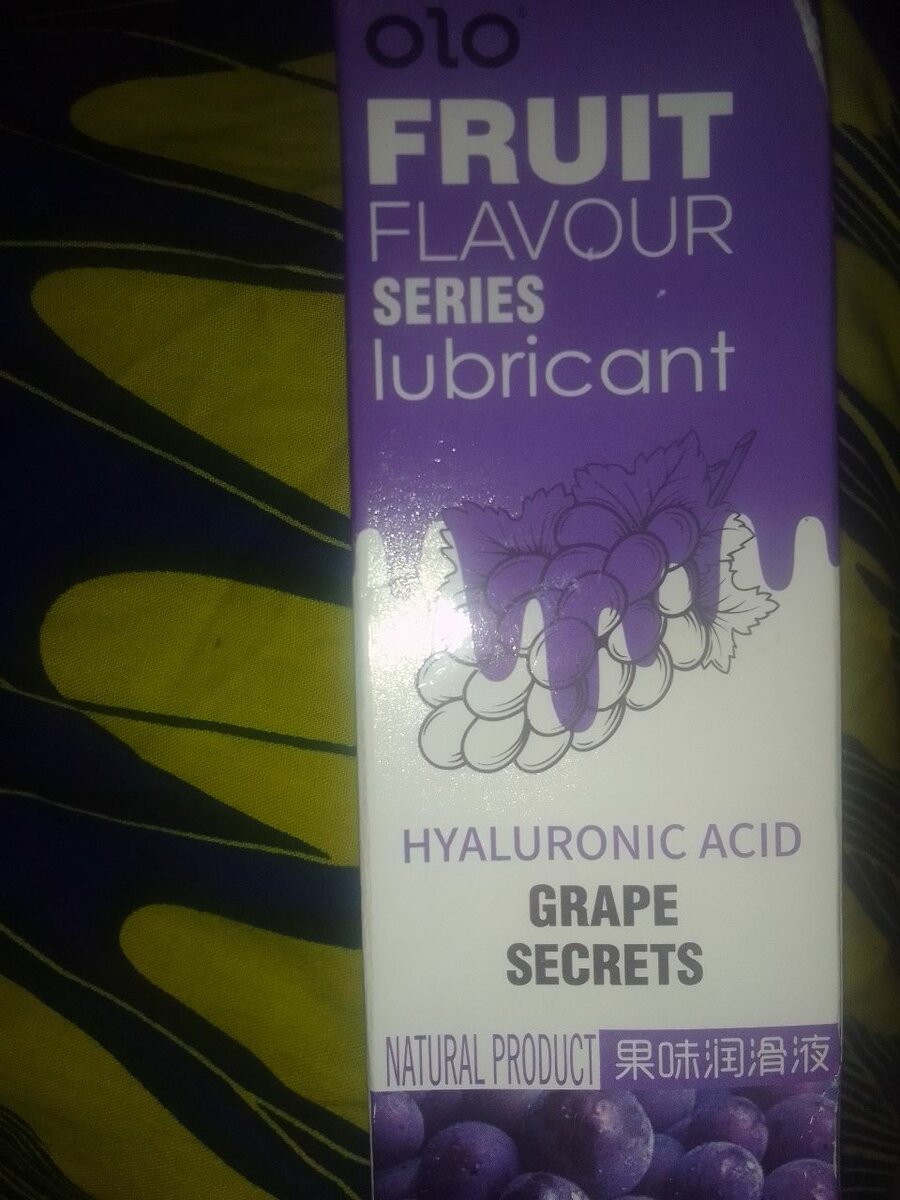 olo
FRUIT
FLAVOUR
SERIES
lubricant
HYALURONIC ACID
GRAPE
SECRETS
NATURAL PRODUCT 果味润滑液